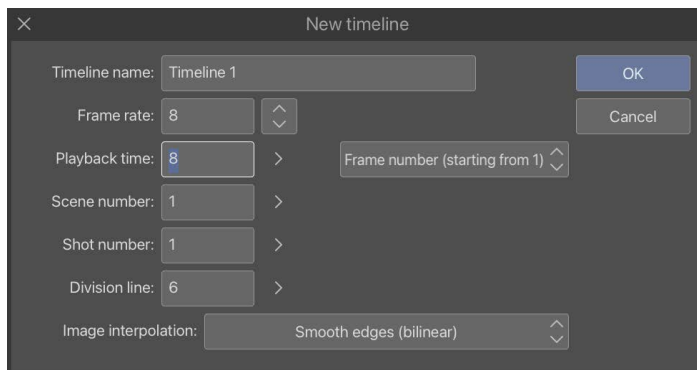 New timeline
Timeline name: Timeline 1 OK
Frame rate: 8 Cancel
Playback time: 8 Frame number (starting from 1)
Scene number: 1
Shot number: 1
Division line: 6
Image interpolation: Smooth edges (bilinear)